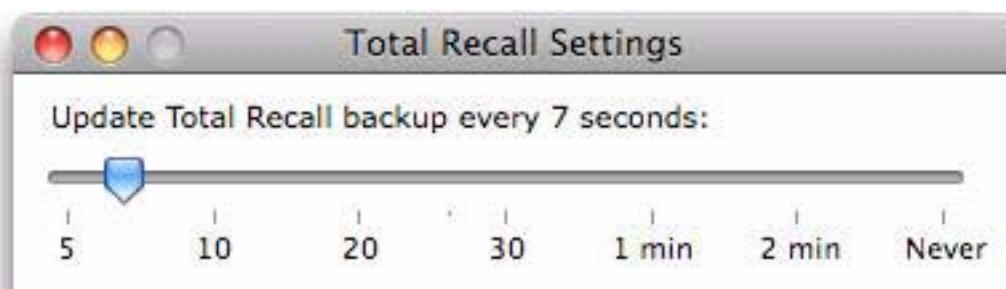 Total Recall Settings
Update Total Recall backup every 7 seconds:
5 10 20 30 1 min 2 min Never